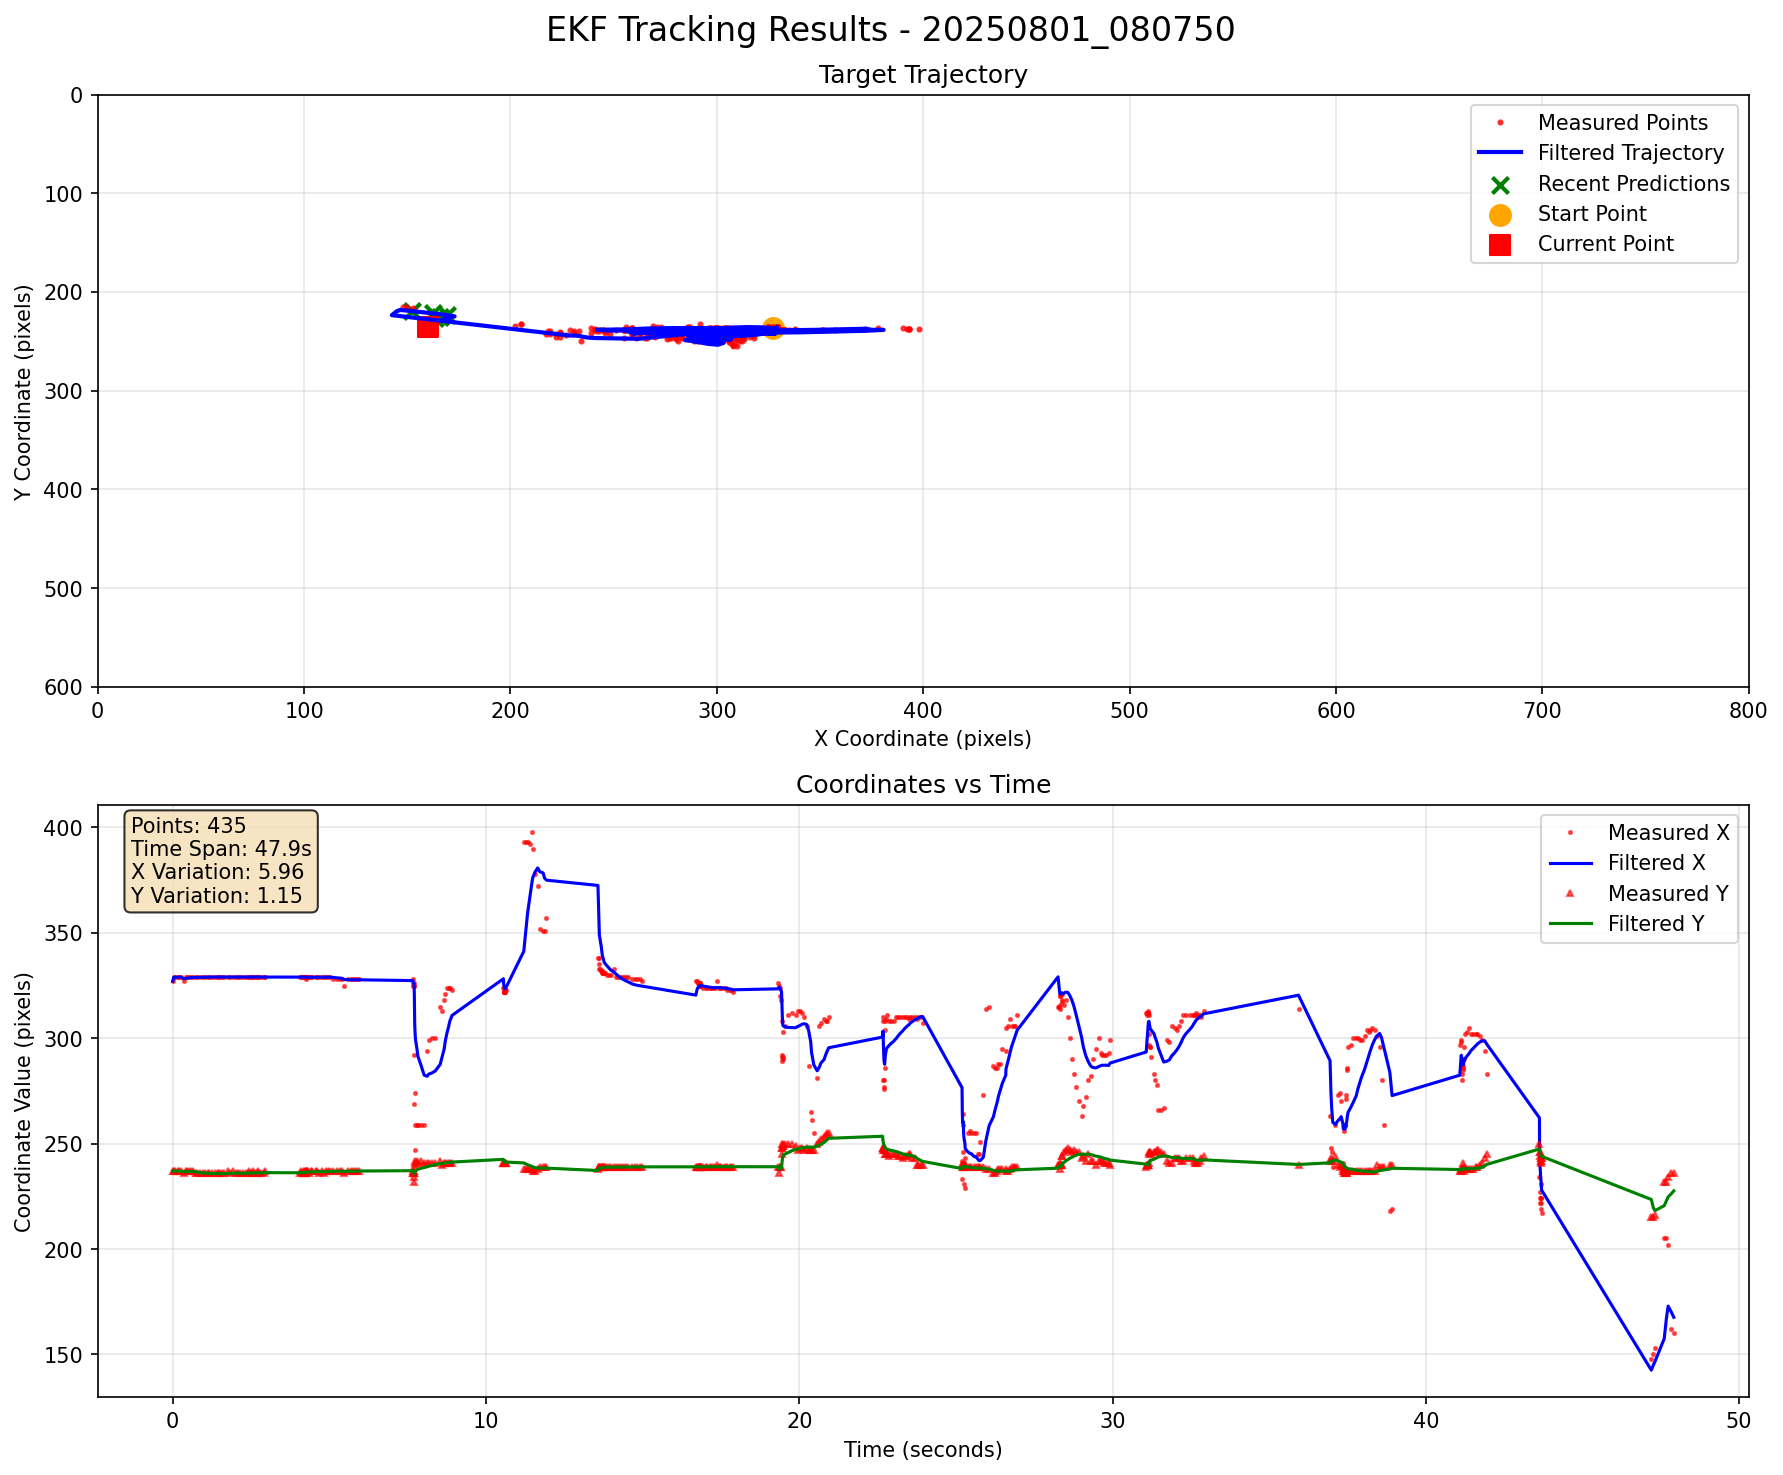 EKF Tracking Results - 20250801_080750
Target Trajectory
0
100
200
300
400
500
600
Y Coordinate (pixels)
Measured Points
Filtered Trajectory
Recent Predictions
Start Point
Current Point
0 100 200 300 400 500 600 700 800
X Coordinate (pixels)
Coordinates vs Time
400
350
300
250
200
150
Coordinate Value (pixels)
Points: 435
Time Span: 47.9s
X Variation: 5.96
Y Variation: 1.15
Measured X
Filtered X
Measured Y
Filtered Y
0 10 20 30 40 50
Time (seconds)